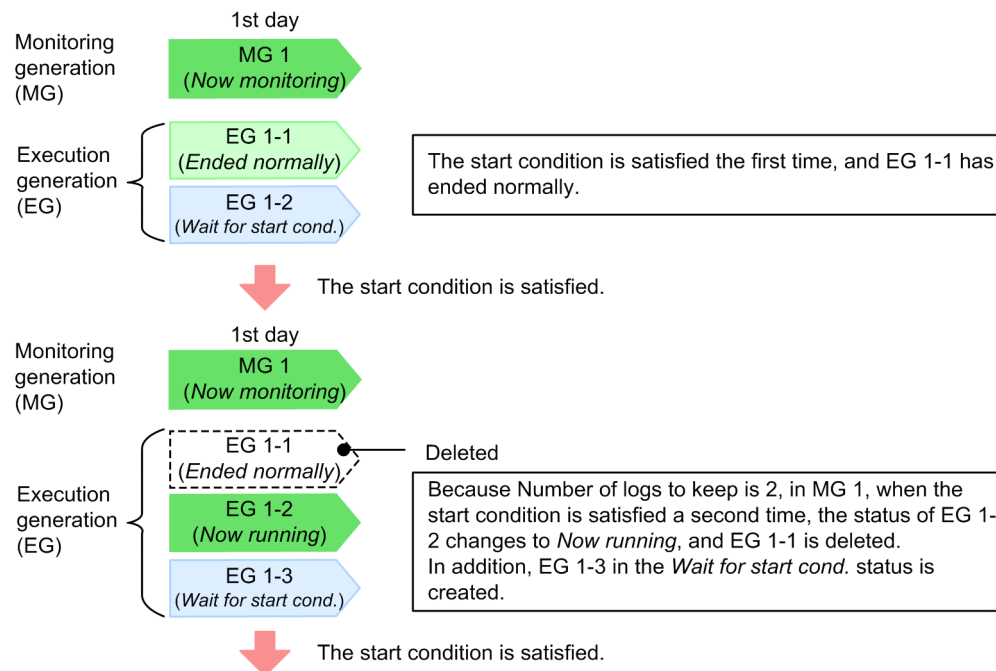 1st day
Monitoring
generation
(MG)
MG 1
(Now monitoring)
Execution
generation
(EG)
EG 1-1
(Ended normally)
EG 1-2
(Wait for start cond.)
The start condition is satisfied the first time, and EG 1-1 has
ended normally.
The start condition is satisfied.
1st day
Monitoring
generation
(MG)
MG 1
(Now monitoring)
Execution
generation
(EG)
EG 1-1
(Ended normally)
Deleted
EG 1-2
(Now running)
EG 1-3
(Wait for start cond.)
Because Number of logs to keep is 2, in MG 1, when the
start condition is satisfied a second time, the status of EG 1-
2 changes to Now running, and EG 1-1 is deleted.
In addition, EG 1-3 in the Wait for start cond. status is
created.
The start condition is satisfied.